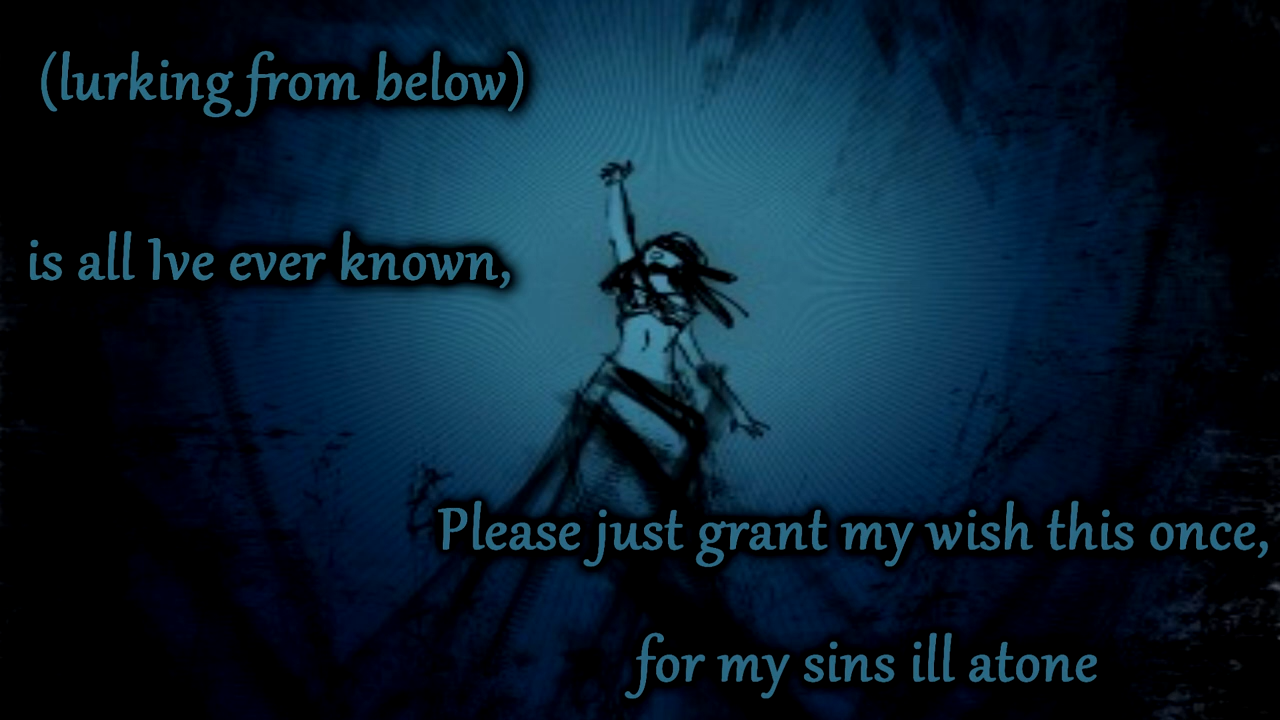 (lurking from below)
is all Ive ever known,
Please just grant my wish this once,
for my sins ill atone